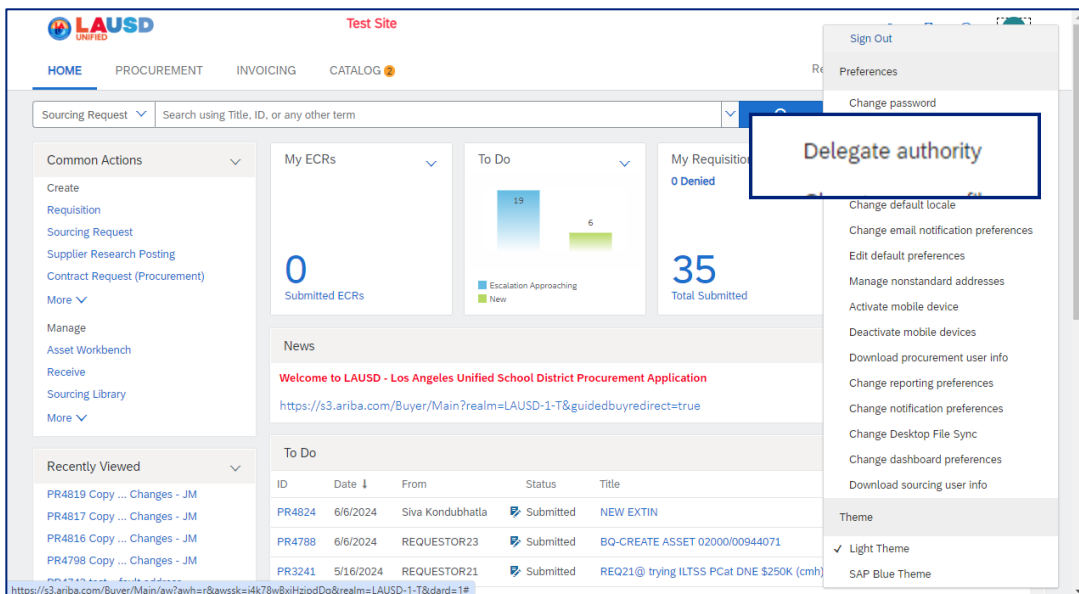 LAUSD
UNIFIED
Test Site
HOME
PROCUREMENT
INVOICING
CATALOG 2
Re
Sourcing Request
Search using Title, ID, or any other term
Common Actions
Create
Requisition
Sourcing Request
Supplier Research Posting
Contract Request (Procurement)
More
Manage
Asset Workbench
Receive
Sourcing Library
More
Recently Viewed
PR4819 Copy ... Changes - JM
PR4817 Copy ... Changes - JM
PR4816 Copy ... Changes - JM
PR4798 Copy ... Changes - JM
My ECRs
0
Submitted ECRs
To Do
19
6
Escalation Approaching
New
My Requisition
0 Denied
35
Total Submitted
News
Welcome to LAUSD - Los Angeles Unified School District Procurement Application
https://s3.ariba.com/Buyer/Main?realm=LAUSD-1-T&guidedbuyredirect=true
To Do
ID Date ↓ From Status Title
PR4824 6/6/2024 Siva Kondubhatla Submitted NEW EXTIN
PR4788 6/6/2024 REQUESTOR23 Submitted BQ-CREATE ASSET 02000/00944071
PR3241 5/16/2024 REQUESTOR21 Submitted REQ21@ trying ILTSS PCat DNE $250K (cmh)
Sign Out
Preferences
Change password
Delegate authority
Change default locale
Change email notification preferences
Edit default preferences
Manage nonstandard addresses
Activate mobile device
Deactivate mobile devices
Download procurement user info
Change reporting preferences
Change notification preferences
Change Desktop File Sync
Change dashboard preferences
Download sourcing user info
Theme
✓ Light Theme
SAP Blue Theme